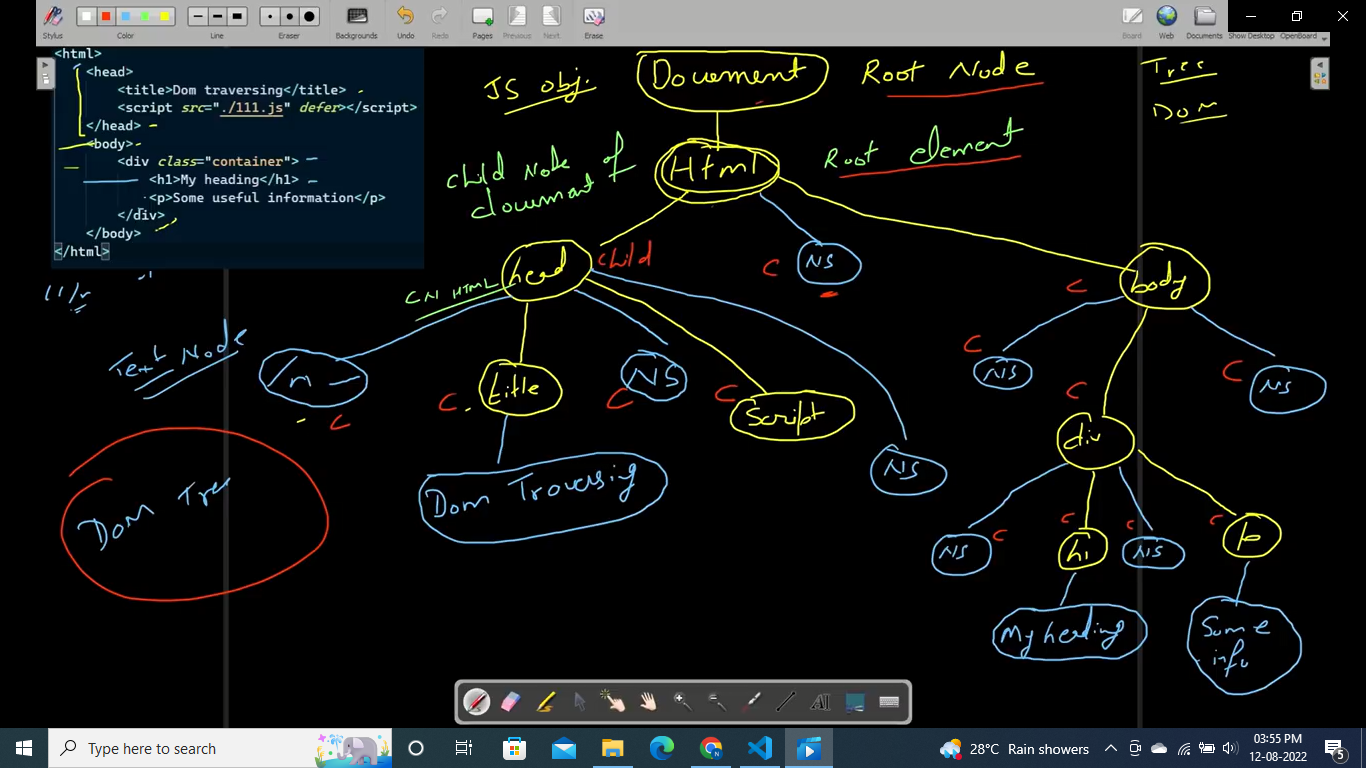 Stylus
Color
Line
Eraser
Backgrounds
Undo
Redo
Pages
Previous
Next
Erase
Board
Web
Documents
Show Desktop
OpenBoard
<html>
<head>
<title>Dom traversing</title>
<script src="./111.js" defer></script>
</head>
<body>
<div class="container">
<h1>My heading</h1>
<p>Some useful information</p>
</div>
</body>
</html>
JS obj.
Document
Root Node
Tree
DOM
Child Node of
document
Html
Root element
CN HTML
head
child
C
NS
C
body
Text Node
\n
C
C
title
C
NS
C
Script
NS
C
NS
C
NS
C
div
Dom Tree
Dom Traversing
NS
C
C
h1
C
NS
C
p
My heading
Some
info
Type here to search
28°C Rain showers
03:55 PM
12-08-2022
5